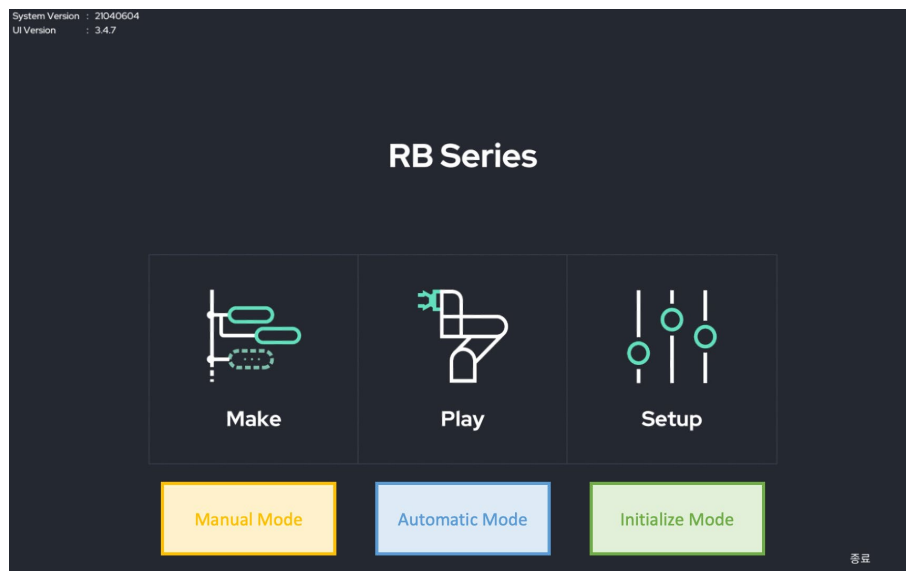 System Version : 21040604
UI Version : 3.4.7
RB Series
Make
Play
Setup
Manual Mode
Automatic Mode
Initialize Mode
종료